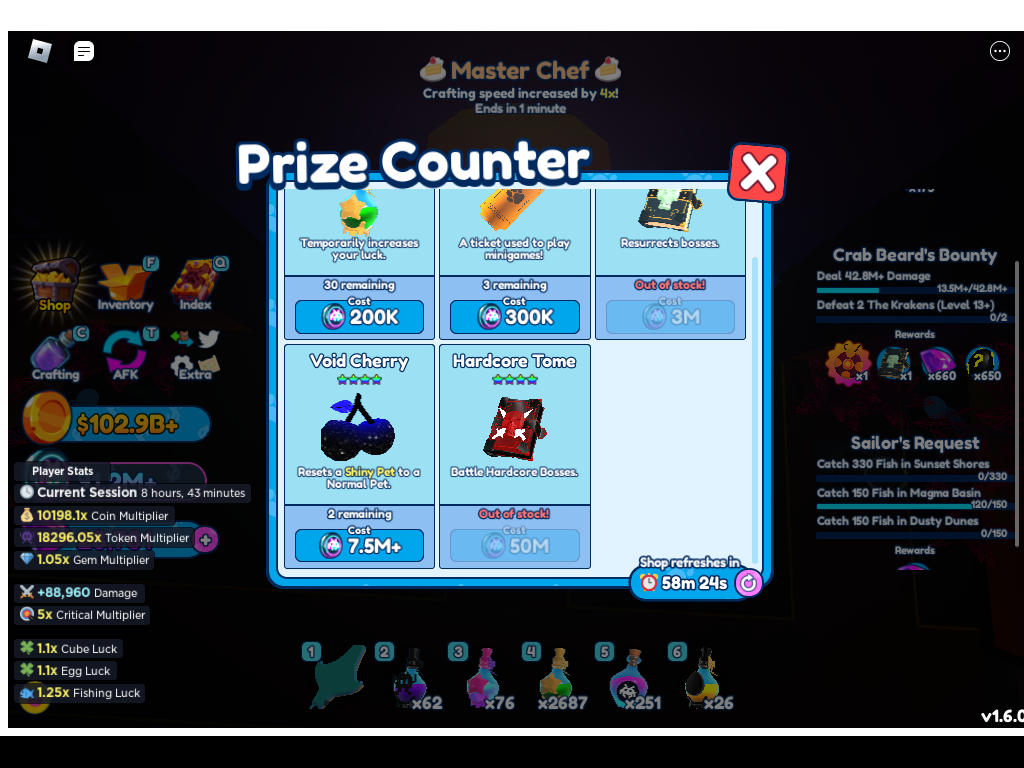 Master Chef
Crafting speed increased by 4x!
Ends in 1 minute
Prize Counter
Temporarily increases
your luck.
30 remaining
Cost
200K
A ticket used to play
minigames!
3 remaining
Cost
300K
Resurrects bosses.
Out of stock!
Cost
3M
Void Cherry
Resets a Shiny Pet to a
Normal Pet.
2 remaining
Cost
7.5M+
Hardcore Tome
Battle Hardcore Bosses.
Out of stock!
Cost
50M
Shop refreshes in
58m 24s
Shop
F
Inventory
Q
Index
C
Crafting
T
AFK
Extra
$102.9B+
Player Stats
Current Session 8 hours, 43 minutes
10198.1x Coin Multiplier
18296.05x Token Multiplier
1.05x Gem Multiplier
+88,960 Damage
5x Critical Multiplier
1.1x Cube Luck
1.1x Egg Luck
1.25x Fishing Luck
Crab Beard's Bounty
Deal 42.8M+ Damage
13.5M+/42.8M+
Defeat 2 The Krakens (Level 13+)
0/2
Rewards
x1
x1
x660
x650
Sailor's Request
Catch 330 Fish in Sunset Shores
0/330
Catch 150 Fish in Magma Basin
120/150
Catch 150 Fish in Dusty Dunes
0/150
Rewards
1
2
x62
3
x76
4
x2687
5
x251
6
x26
v1.6.0